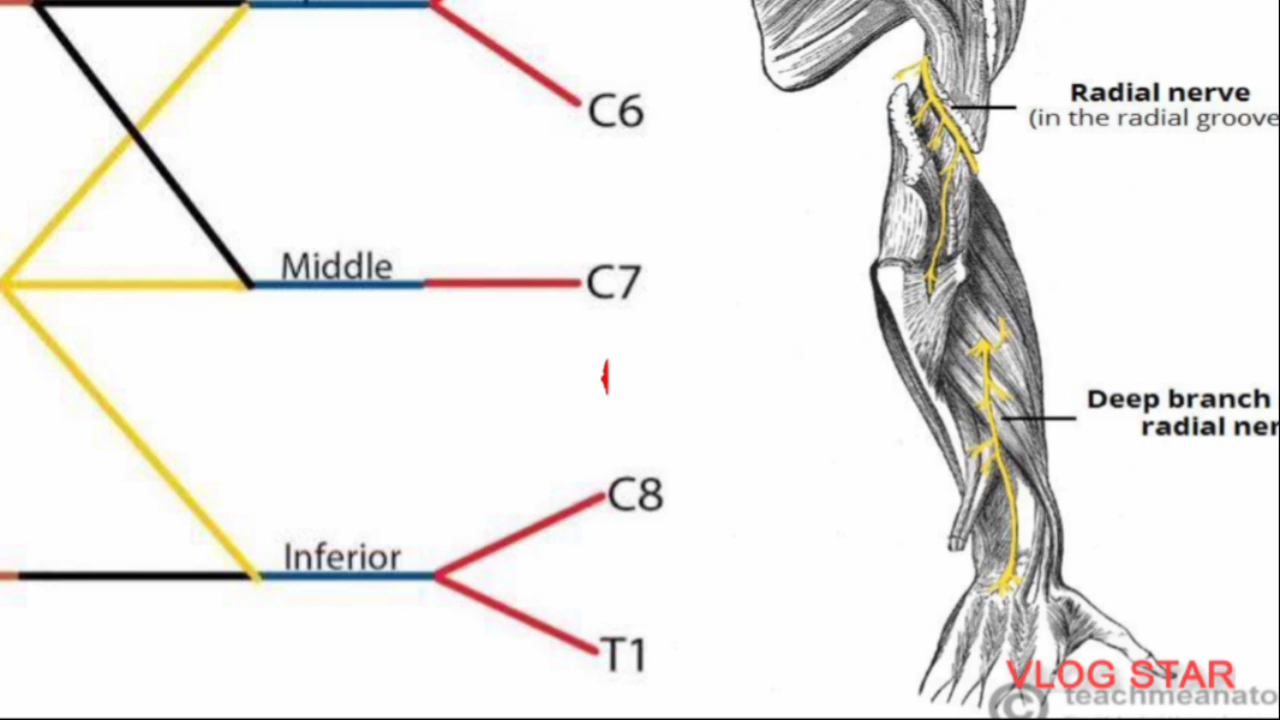 C6
Middle
C7
Inferior
C8
T1
Radial nerve
(in the radial groove
Deep branch
radial ner
VLOG STAR
© teachmeanato